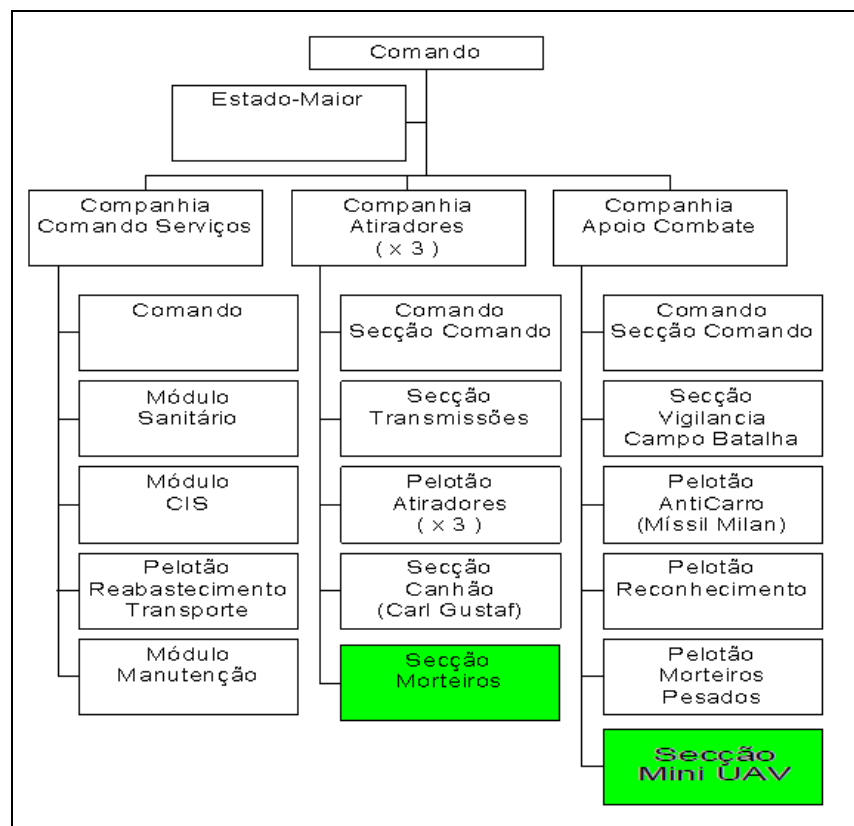 Comando
Estado-Maior
Companhia
Comando Serviços
Companhia
Atiradores
( x 3 )
Companhia
Apoio Combate
Comando
Módulo
Sanitário
Módulo
CIS
Pelotão
Reabastecimento
Transporte
Módulo
Manutenção
Comando
Secção Comando
Secção
Transmissões
Pelotão
Atiradores
( x 3 )
Secção
Canhão
(Carl Gustaf)
Secção
Morteiros
Comando
Secção Comando
Secção
Vigilancia
Campo Batalha
Pelotão
AntiCarro
(Míssil Milan)
Pelotão
Reconhecimento
Pelotão
Morteiros
Pesados
Secção
Mini UAV